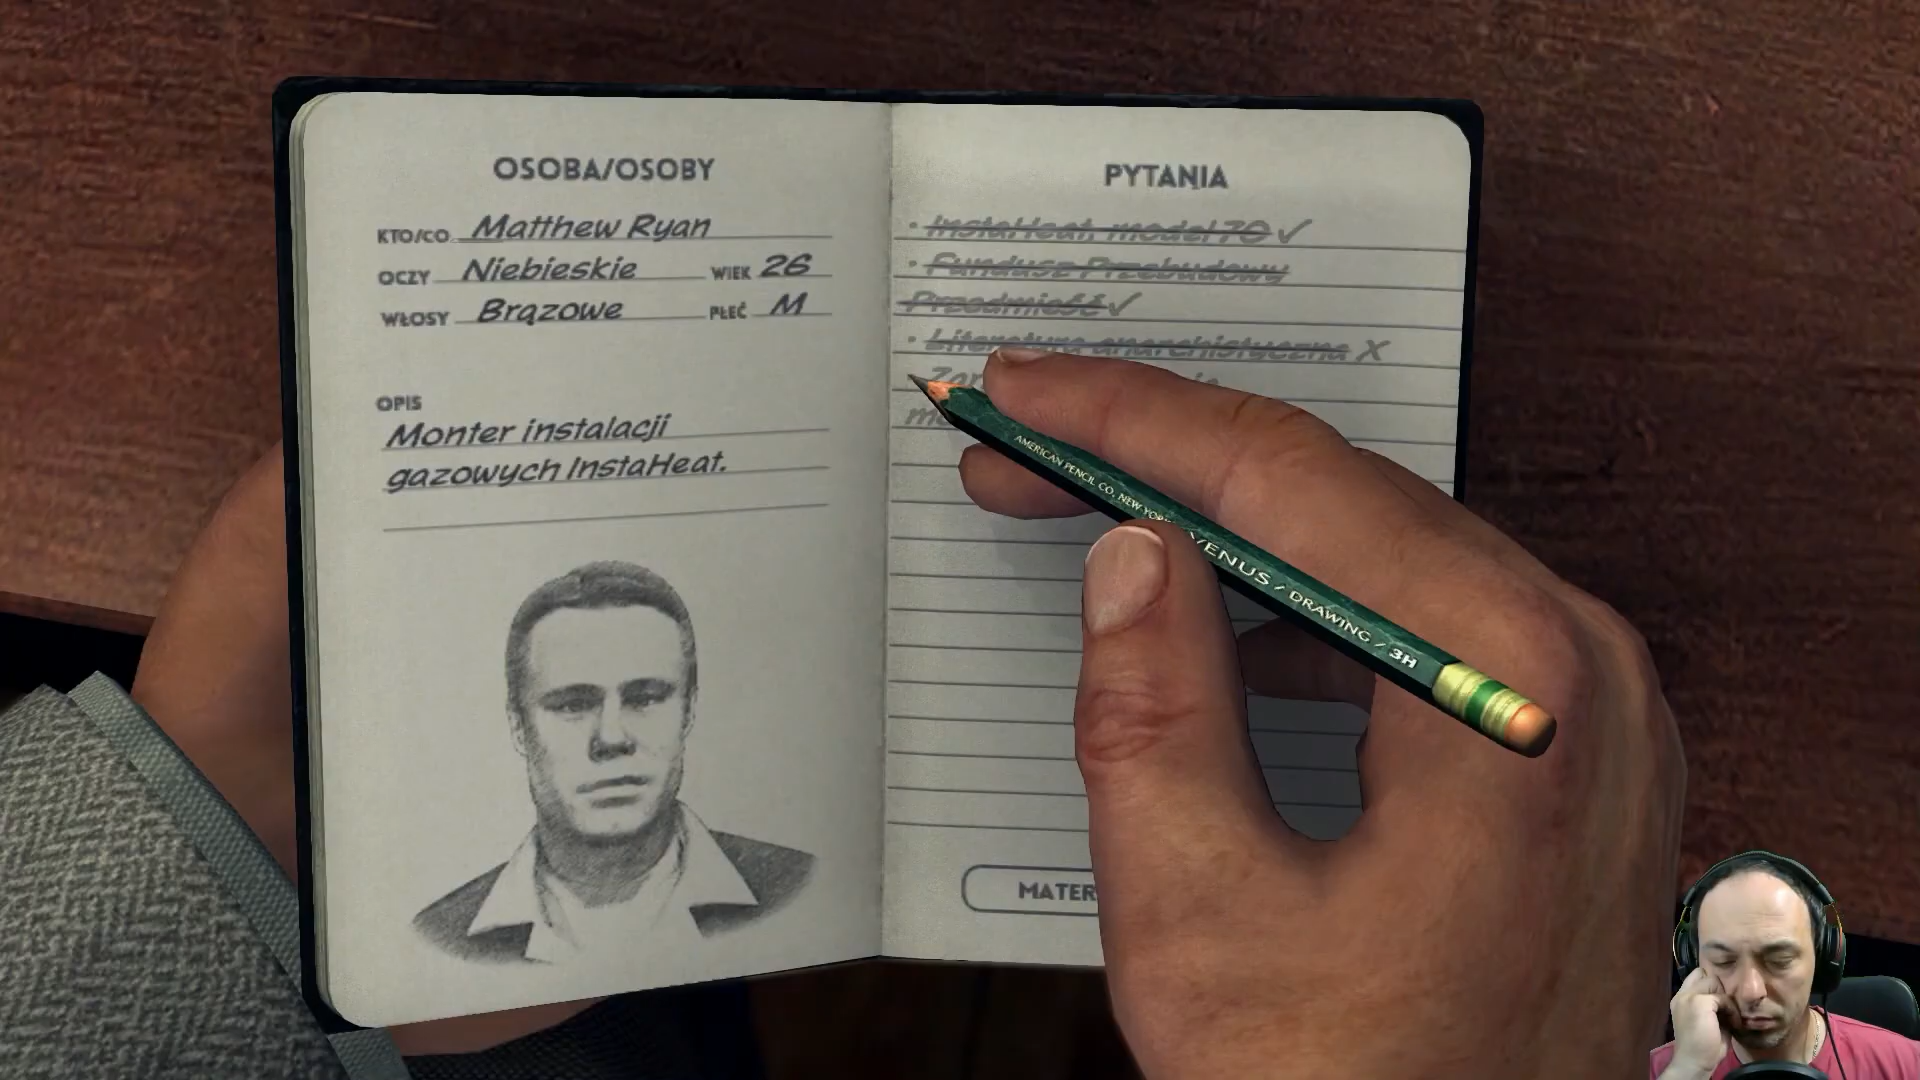 OSOBA/OSOBY
KTO/CO Matthew Ryan
OCZY Niebieskie WIEK 26
WŁOSY Brązowe PŁEĆ M
OPIS
Monter instalacji
gazowych InstaHeat.
PYTANIA
· InstaHeat, model 70 ✓
· Fundusz Przebudowy
Przedmieść ✓
· Literatura anarchistyczna X
AMERICAN PENCIL CO. NEW YORK
VENUS / DRAWING / 3H